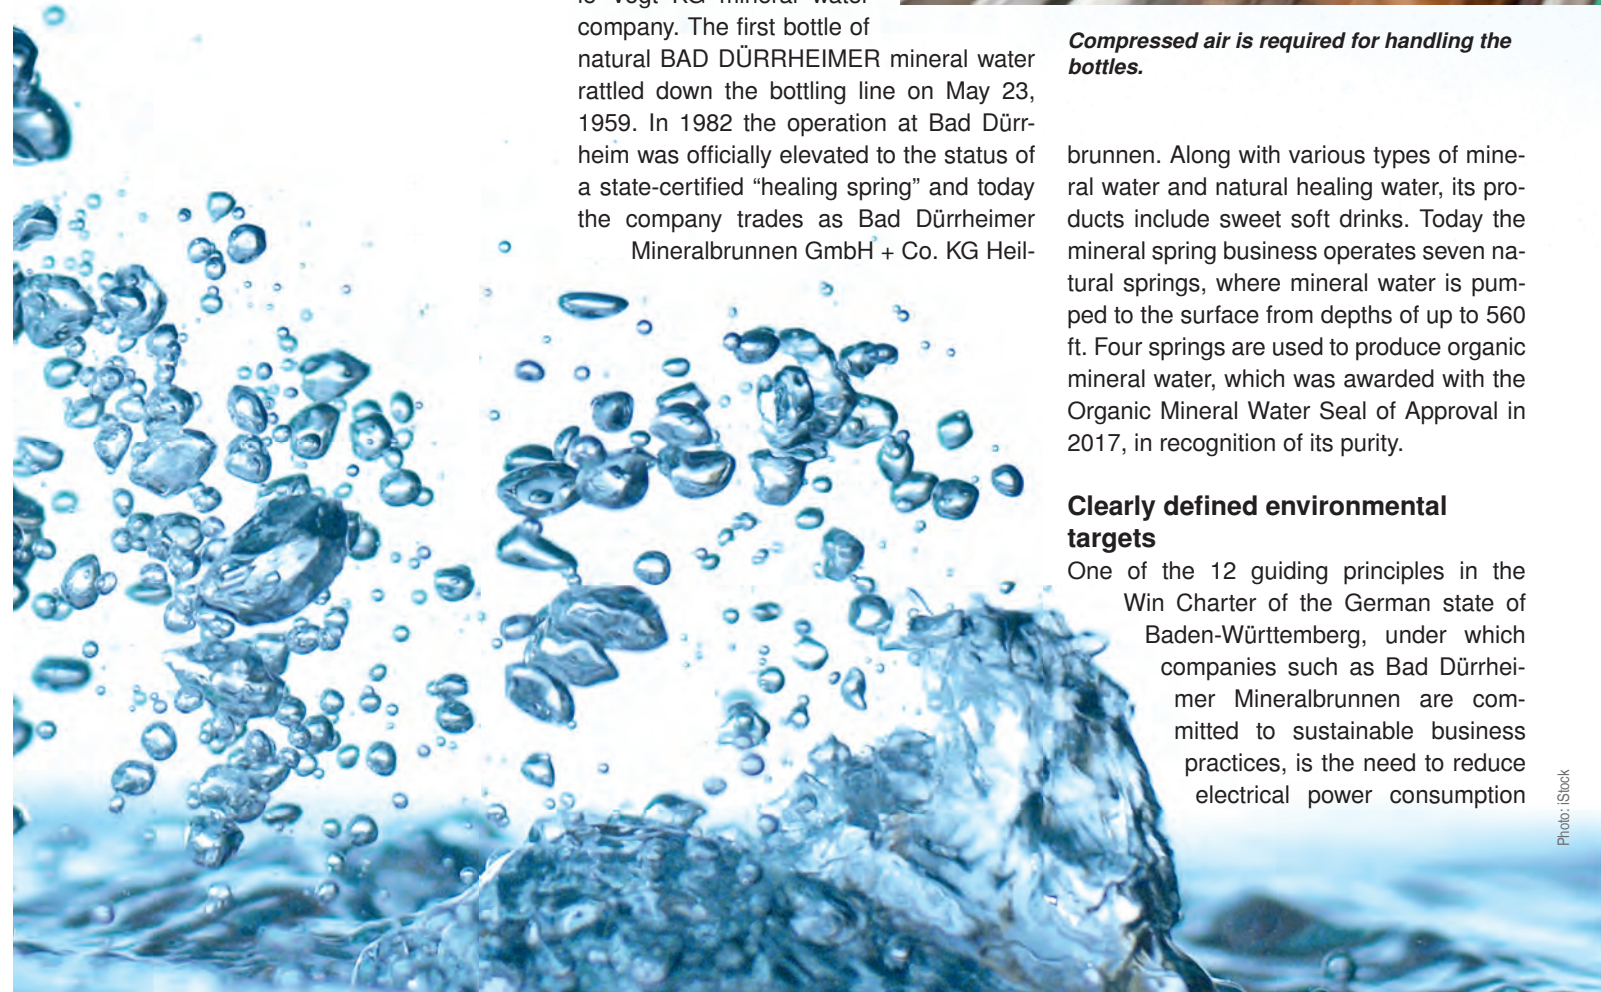 company. The first bottle of
natural BAD DÜRRHEIMER mineral water
rattled down the bottling line on May 23,
1959. In 1982 the operation at Bad Dürr-
heim was officially elevated to the status of
a state-certified “healing spring” and today
the company trades as Bad Dürrheimer
Mineralbrunnen GmbH + Co. KG Heil-
Compressed air is required for handling the
bottles.
brunnen. Along with various types of mine-
ral water and natural healing water, its pro-
ducts include sweet soft drinks. Today the
mineral spring business operates seven na-
tural springs, where mineral water is pum-
ped to the surface from depths of up to 560
ft. Four springs are used to produce organic
mineral water, which was awarded with the
Organic Mineral Water Seal of Approval in
2017, in recognition of its purity.
Clearly defined environmental
targets
One of the 12 guiding principles in the
Win Charter of the German state of
Baden-Württemberg, under which
companies such as Bad Dürrhei-
mer Mineralbrunnen are com-
mitted to sustainable business
practices, is the need to reduce
electrical power consumption
Photo: iStock